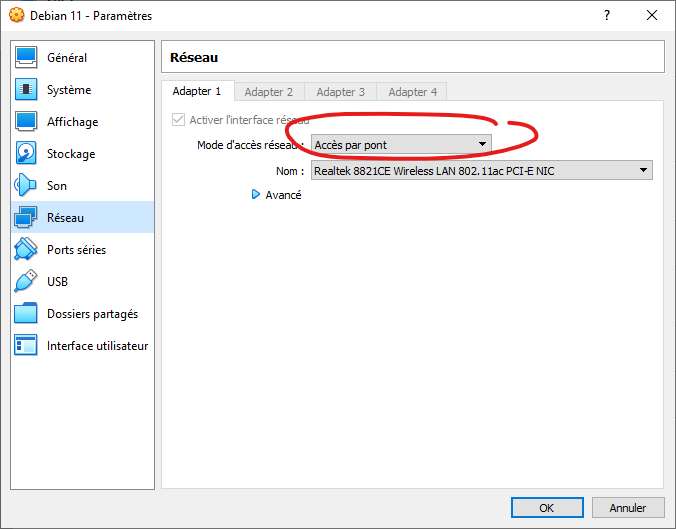 Debian 11 - Paramètres
?
Général
Système
Affichage
Stockage
Son
Réseau
Ports séries
USB
Dossiers partagés
Interface utilisateur
Réseau
Adapter 1 Adapter 2 Adapter 3 Adapter 4
Activer l'interface réseau
Mode d'accès réseau : Accès par pont
Nom : Realtek 8821CE Wireless LAN 802.11ac PCI-E NIC
Avancé
OK Annuler